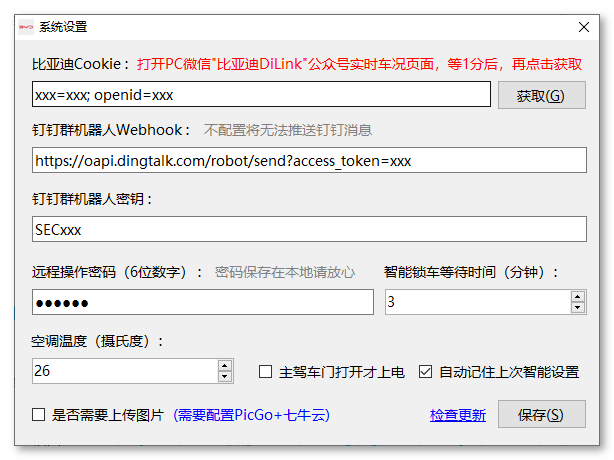 BYD 系统设置
比亚迪Cookie： 打开PC微信"比亚迪DiLink"公众号实时车况页面，等1分后，再点击获取
xxx=xxx; openid=xxx 获取(G)
钉钉群机器人Webhook： 不配置将无法推送钉钉消息
https://oapi.dingtalk.com/robot/send?access_token=xxx
钉钉群机器人密钥：
SECxxx
远程操作密码（6位数字）： 密码保存在本地请放心 智能锁车等待时间（分钟）：
●●●●●● 3
空调温度（摄氏度）：
26 主驾车门打开才上电 自动记住上次智能设置
是否需要上传图片 (需要配置PicGo+七牛云) 检查更新 保存(S)